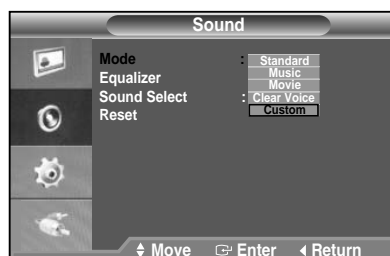 Sound
Mode : Standard
Music
Equalizer
Movie
Sound Select : Clear Voice
Reset Custom
Move Enter Return